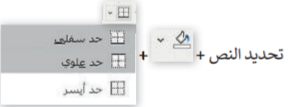 تحديد النص + +
حد سفلي
حد علوي
حد أيسر